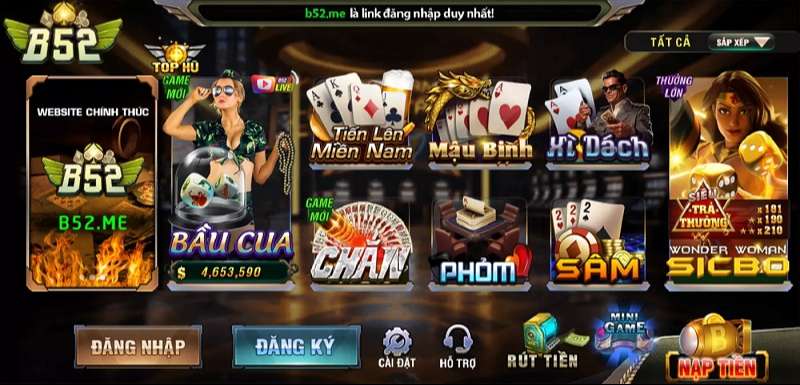 b52.me là link đăng nhập duy nhất!
B52
TOP HŨ
TẤT CẢ
SẮP XẾP
WEBSITE CHÍNH THỨC
B52
B52.ME
GAME
MỚI
B52
LIVE
BẦU CUA
$ 4,653,590
Tiến Lên
Miền Nam
Mậu Binh
Xì Dách
GAME
MỚI
CHẮN
PHỎM
SÂM
THƯỞNG
LỚN
SIÊU
TRẢ
THƯỞNG
WONDER WOMAN
SICBO
ĐĂNG NHẬP
ĐĂNG KÝ
CÀI ĐẶT
HỖ TRỢ
RÚT TIỀN
MINI
GAME
NẠP TIỀN